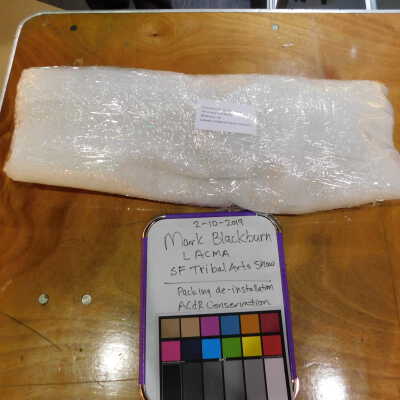 2-10-2019
Mark Blackburn
LACMA
SF Tribal Arts Show
Packing de-installation
ACdR Conservation